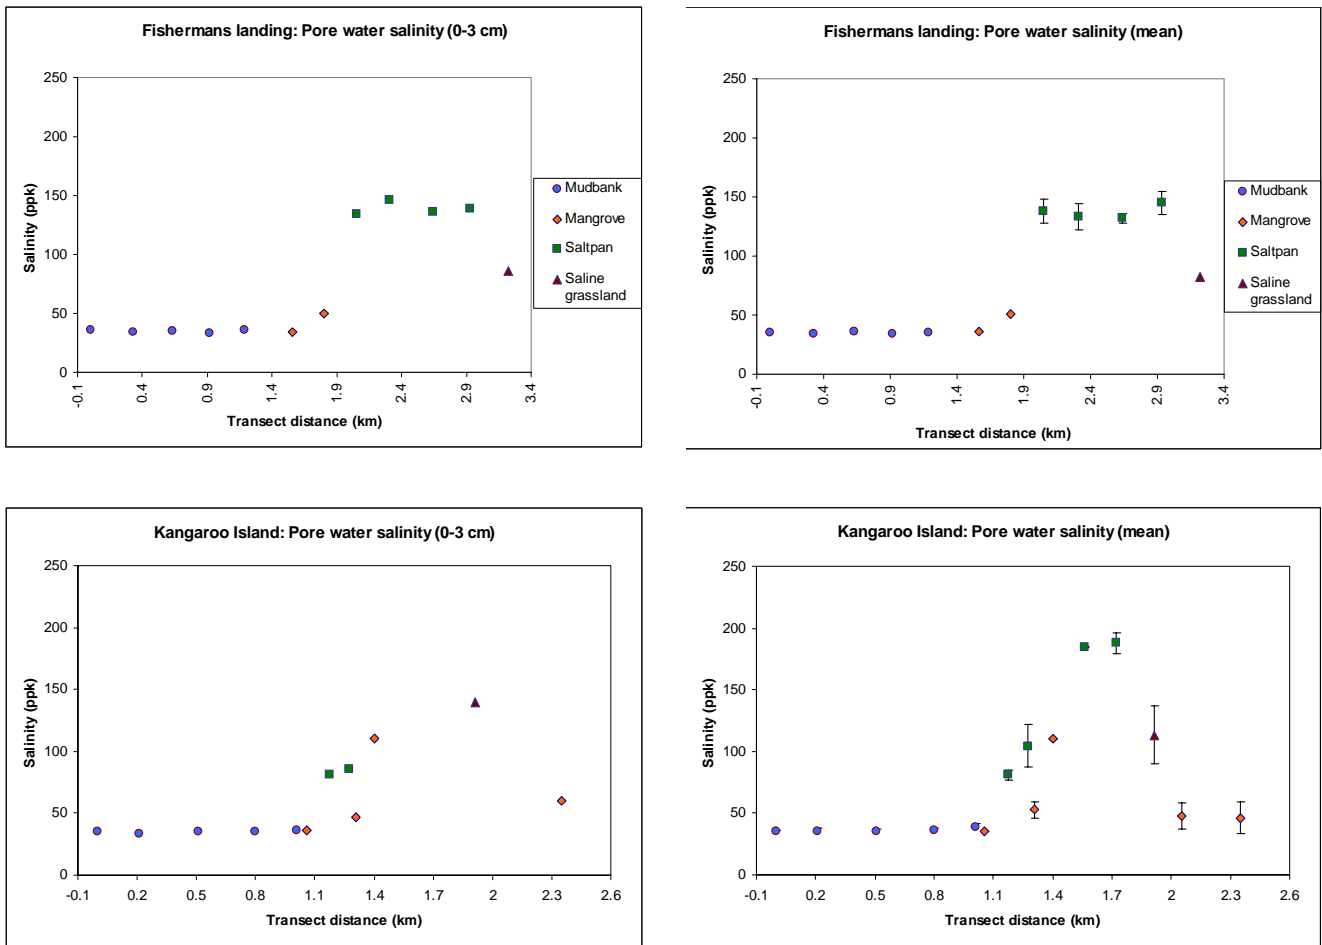 Fishermans landing: Pore water salinity (0-3 cm)
250
200
150
100
50
0
Salinity (ppk)
-0.1
0.4
0.9
1.4
1.9
2.4
2.9
3.4
Transect distance (km)
Mudbank
Mangrove
Saltpan
Saline
grassland
Fishermans landing: Pore water salinity (mean)
250
200
150
100
50
0
Salinity (ppk)
-0.1
0.4
0.9
1.4
1.9
2.4
2.9
3.4
Transect distance (km)
Mudbank
Mangrove
Saltpan
Saline
grassland
Kangaroo Island: Pore water salinity (0-3 cm)
250
200
150
100
50
0
Salinity (ppk)
-0.1
0.2
0.5
0.8
1.1
1.4
1.7
2
2.3
2.6
Transect distance (km)
Kangaroo Island: Pore water salinity (mean)
250
200
150
100
50
0
Salinity (ppk)
-0.1
0.2
0.5
0.8
1.1
1.4
1.7
2
2.3
2.6
Transect distance (km)